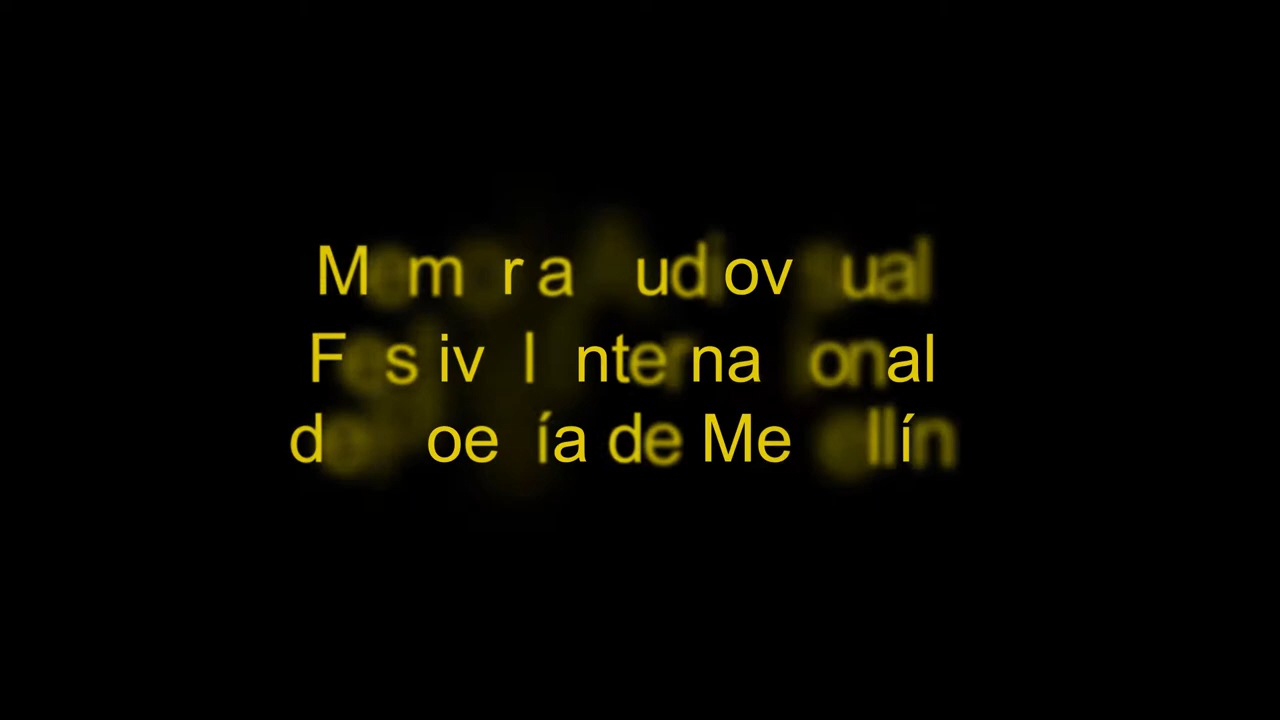 Memoria Audiovisual
Festival Internacional
de Poesía de Medellín